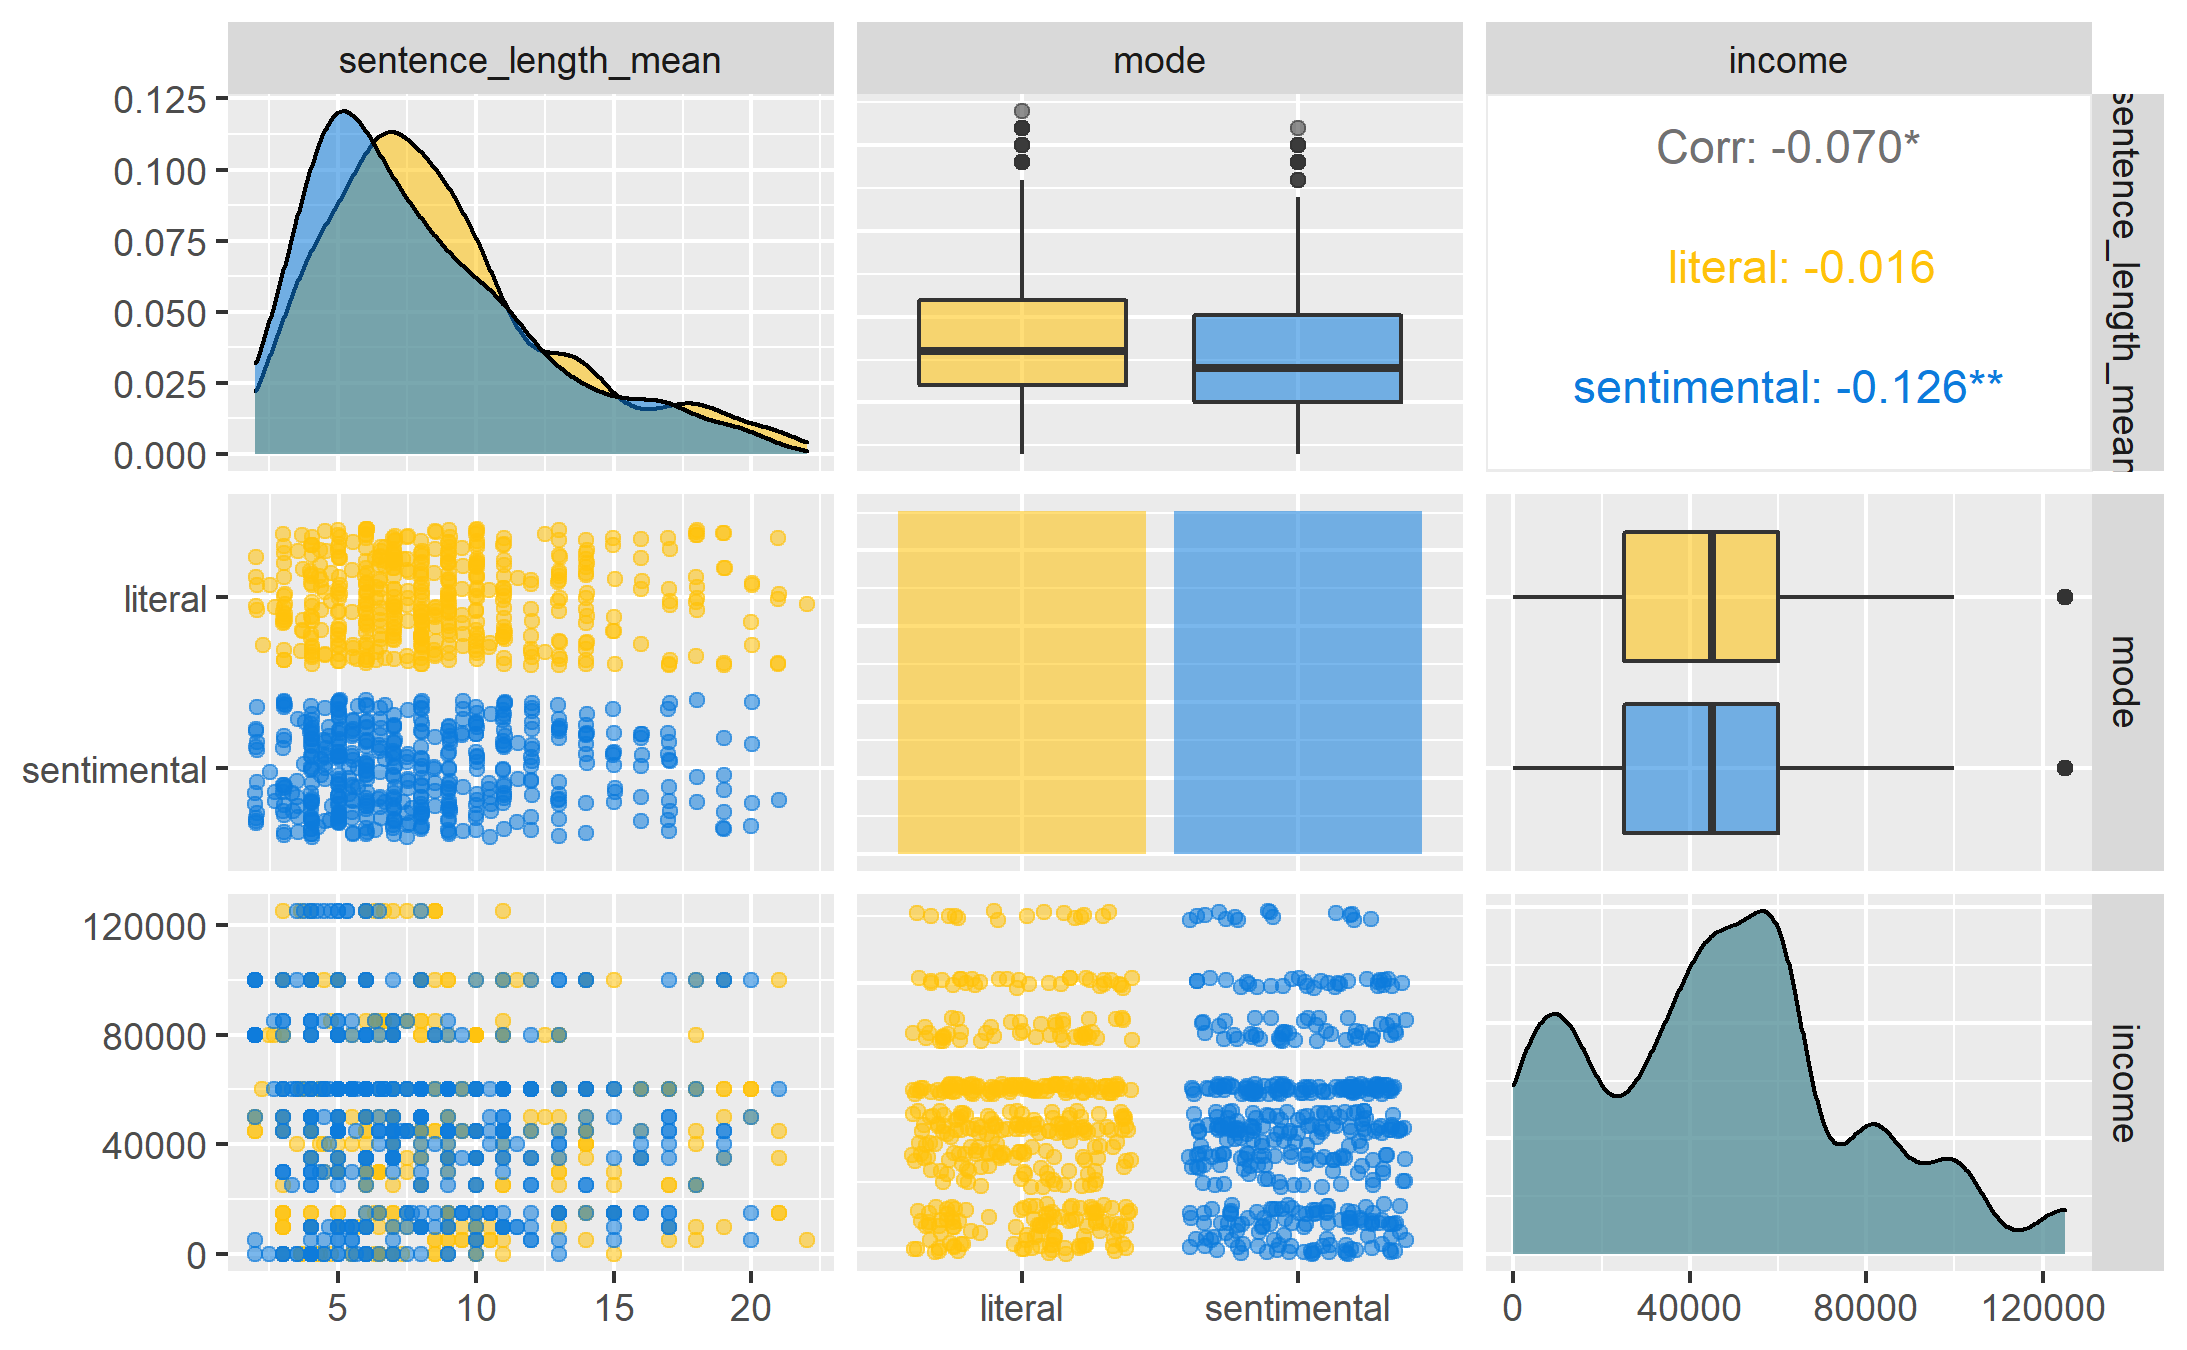 sentence_length_mean
mode
income
0.125
0.100
0.075
0.050
0.025
0.000
Corr: -0.070*
literal: -0.016
sentimental: -0.126**
sentence_length_mean
literal
sentimental
mode
120000
80000
40000
0
income
5 10 15 20
literal sentimental
0 40000 80000 120000